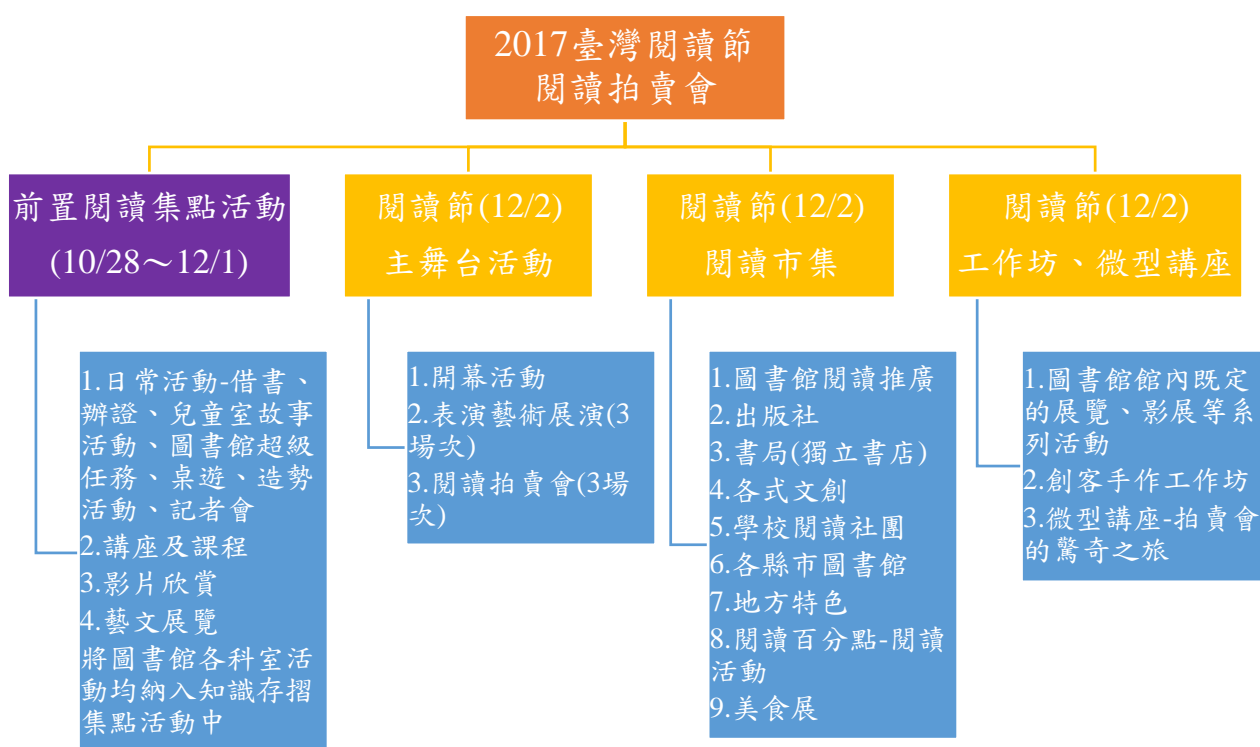 2017臺灣閱讀節
閱讀拍賣會
前置閱讀集點活動
(10/28～12/1)
1.日常活動-借書、
辦證、兒童室故事
活動、圖書館超級
任務、桌遊、造勢
活動、記者會
2.講座及課程
3.影片欣賞
4.藝文展覽
將圖書館各科室活
動均納入知識存摺
集點活動中
閱讀節(12/2)
主舞台活動
1.開幕活動
2.表演藝術展演(3
場次)
3.閱讀拍賣會(3場
次)
閱讀節(12/2)
閱讀市集
1.圖書館閱讀推廣
2.出版社
3.書局(獨立書店)
4.各式文創
5.學校閱讀社團
6.各縣市圖書館
7.地方特色
8.閱讀百分點-閱讀
活動
9.美食展
閱讀節(12/2)
工作坊、微型講座
1.圖書館館內既定
的展覽、影展等系
列活動
2.創客手作工作坊
3.微型講座-拍賣會
的驚奇之旅